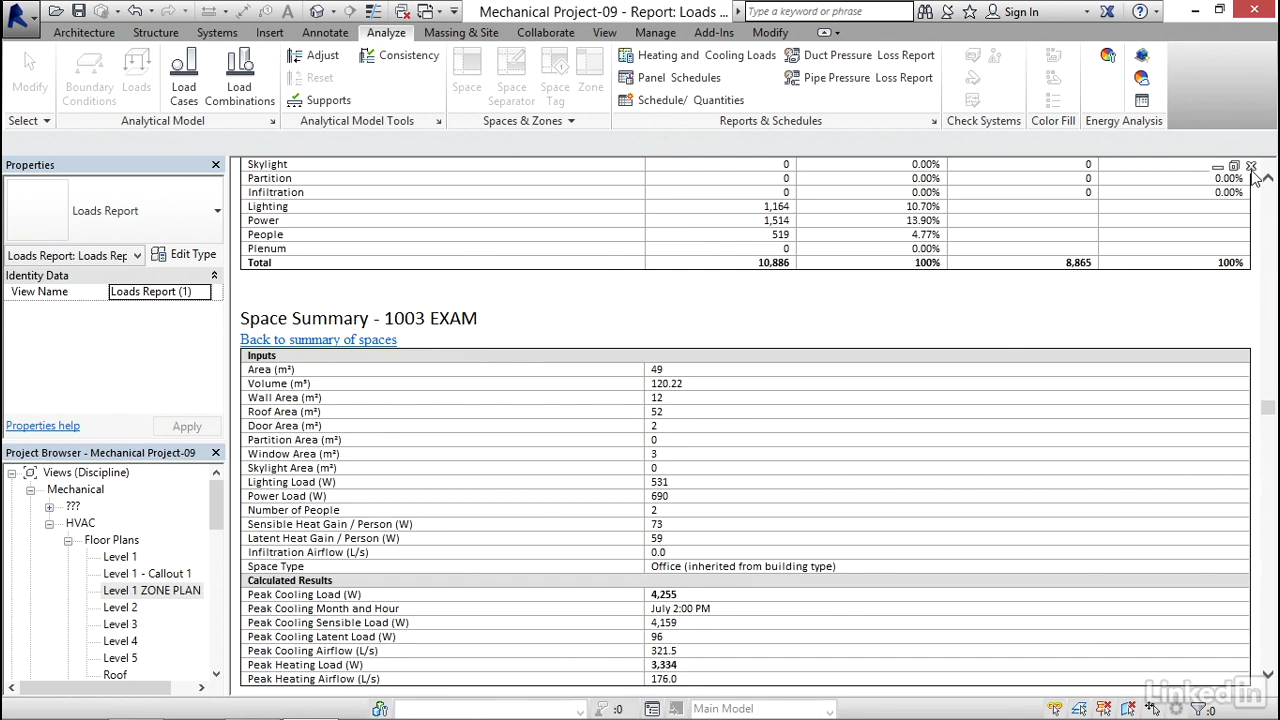 Mechanical Project-09 - Report: Loads ...
Type a keyword or phrase
Sign In
Architecture Structure Systems Insert Annotate Analyze Massing & Site Collaborate View Manage Add-Ins Modify
Modify
Boundary Conditions
Loads
Load Cases
Load Combinations
Adjust
Reset
Supports
Consistency
Space
Space Separator
Space Tag
Zone
Heating and Cooling Loads
Panel Schedules
Schedule/ Quantities
Duct Pressure Loss Report
Pipe Pressure Loss Report
Select
Analytical Model
Analytical Model Tools
Spaces & Zones
Reports & Schedules
Check Systems
Color Fill
Energy Analysis
Properties
Loads Report
Loads Report: Loads Rep
Edit Type
Identity Data
View Name Loads Report (1)
Properties help
Apply
Project Browser - Mechanical Project-09
Views (Discipline)
Mechanical
???
HVAC
Floor Plans
Level 1
Level 1 - Callout 1
Level 1 ZONE PLAN
Level 2
Level 3
Level 4
Level 5
Roof
Skylight 0 0.00% 0
Partition 0 0.00% 0 0.00%
Infiltration 0 0.00% 0 0.00%
Lighting 1,164 10.70%
Power 1,514 13.90%
People 519 4.77%
Plenum 0 0.00%
Total 10,886 100% 8,865 100%
Space Summary - 1003 EXAM
Back to summary of spaces
Inputs
Area (m²) 49
Volume (m³) 120.22
Wall Area (m²) 12
Roof Area (m²) 52
Door Area (m²) 2
Partition Area (m²) 0
Window Area (m²) 3
Skylight Area (m²) 0
Lighting Load (W) 531
Power Load (W) 690
Number of People 2
Sensible Heat Gain / Person (W) 73
Latent Heat Gain / Person (W) 59
Infiltration Airflow (L/s) 0.0
Space Type Office (inherited from building type)
Calculated Results
Peak Cooling Load (W) 4,255
Peak Cooling Month and Hour July 2:00 PM
Peak Cooling Sensible Load (W) 4,159
Peak Cooling Latent Load (W) 96
Peak Cooling Airflow (L/s) 321.5
Peak Heating Load (W) 3,334
Peak Heating Airflow (L/s) 176.0
:0
Main Model
:0
LinkedIn